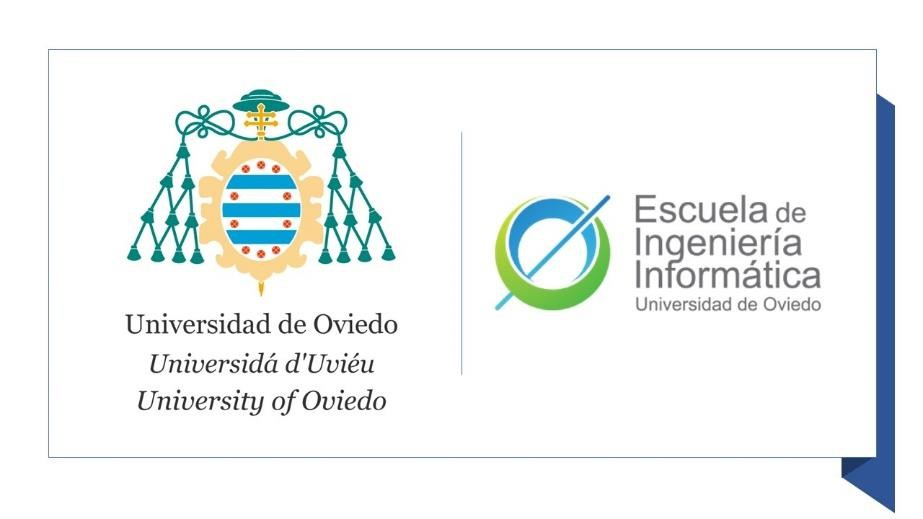 Universidad de Oviedo
Universidá d'Uviéu
University of Oviedo
Escuela de
Ingeniería
Informática
Universidad de Oviedo